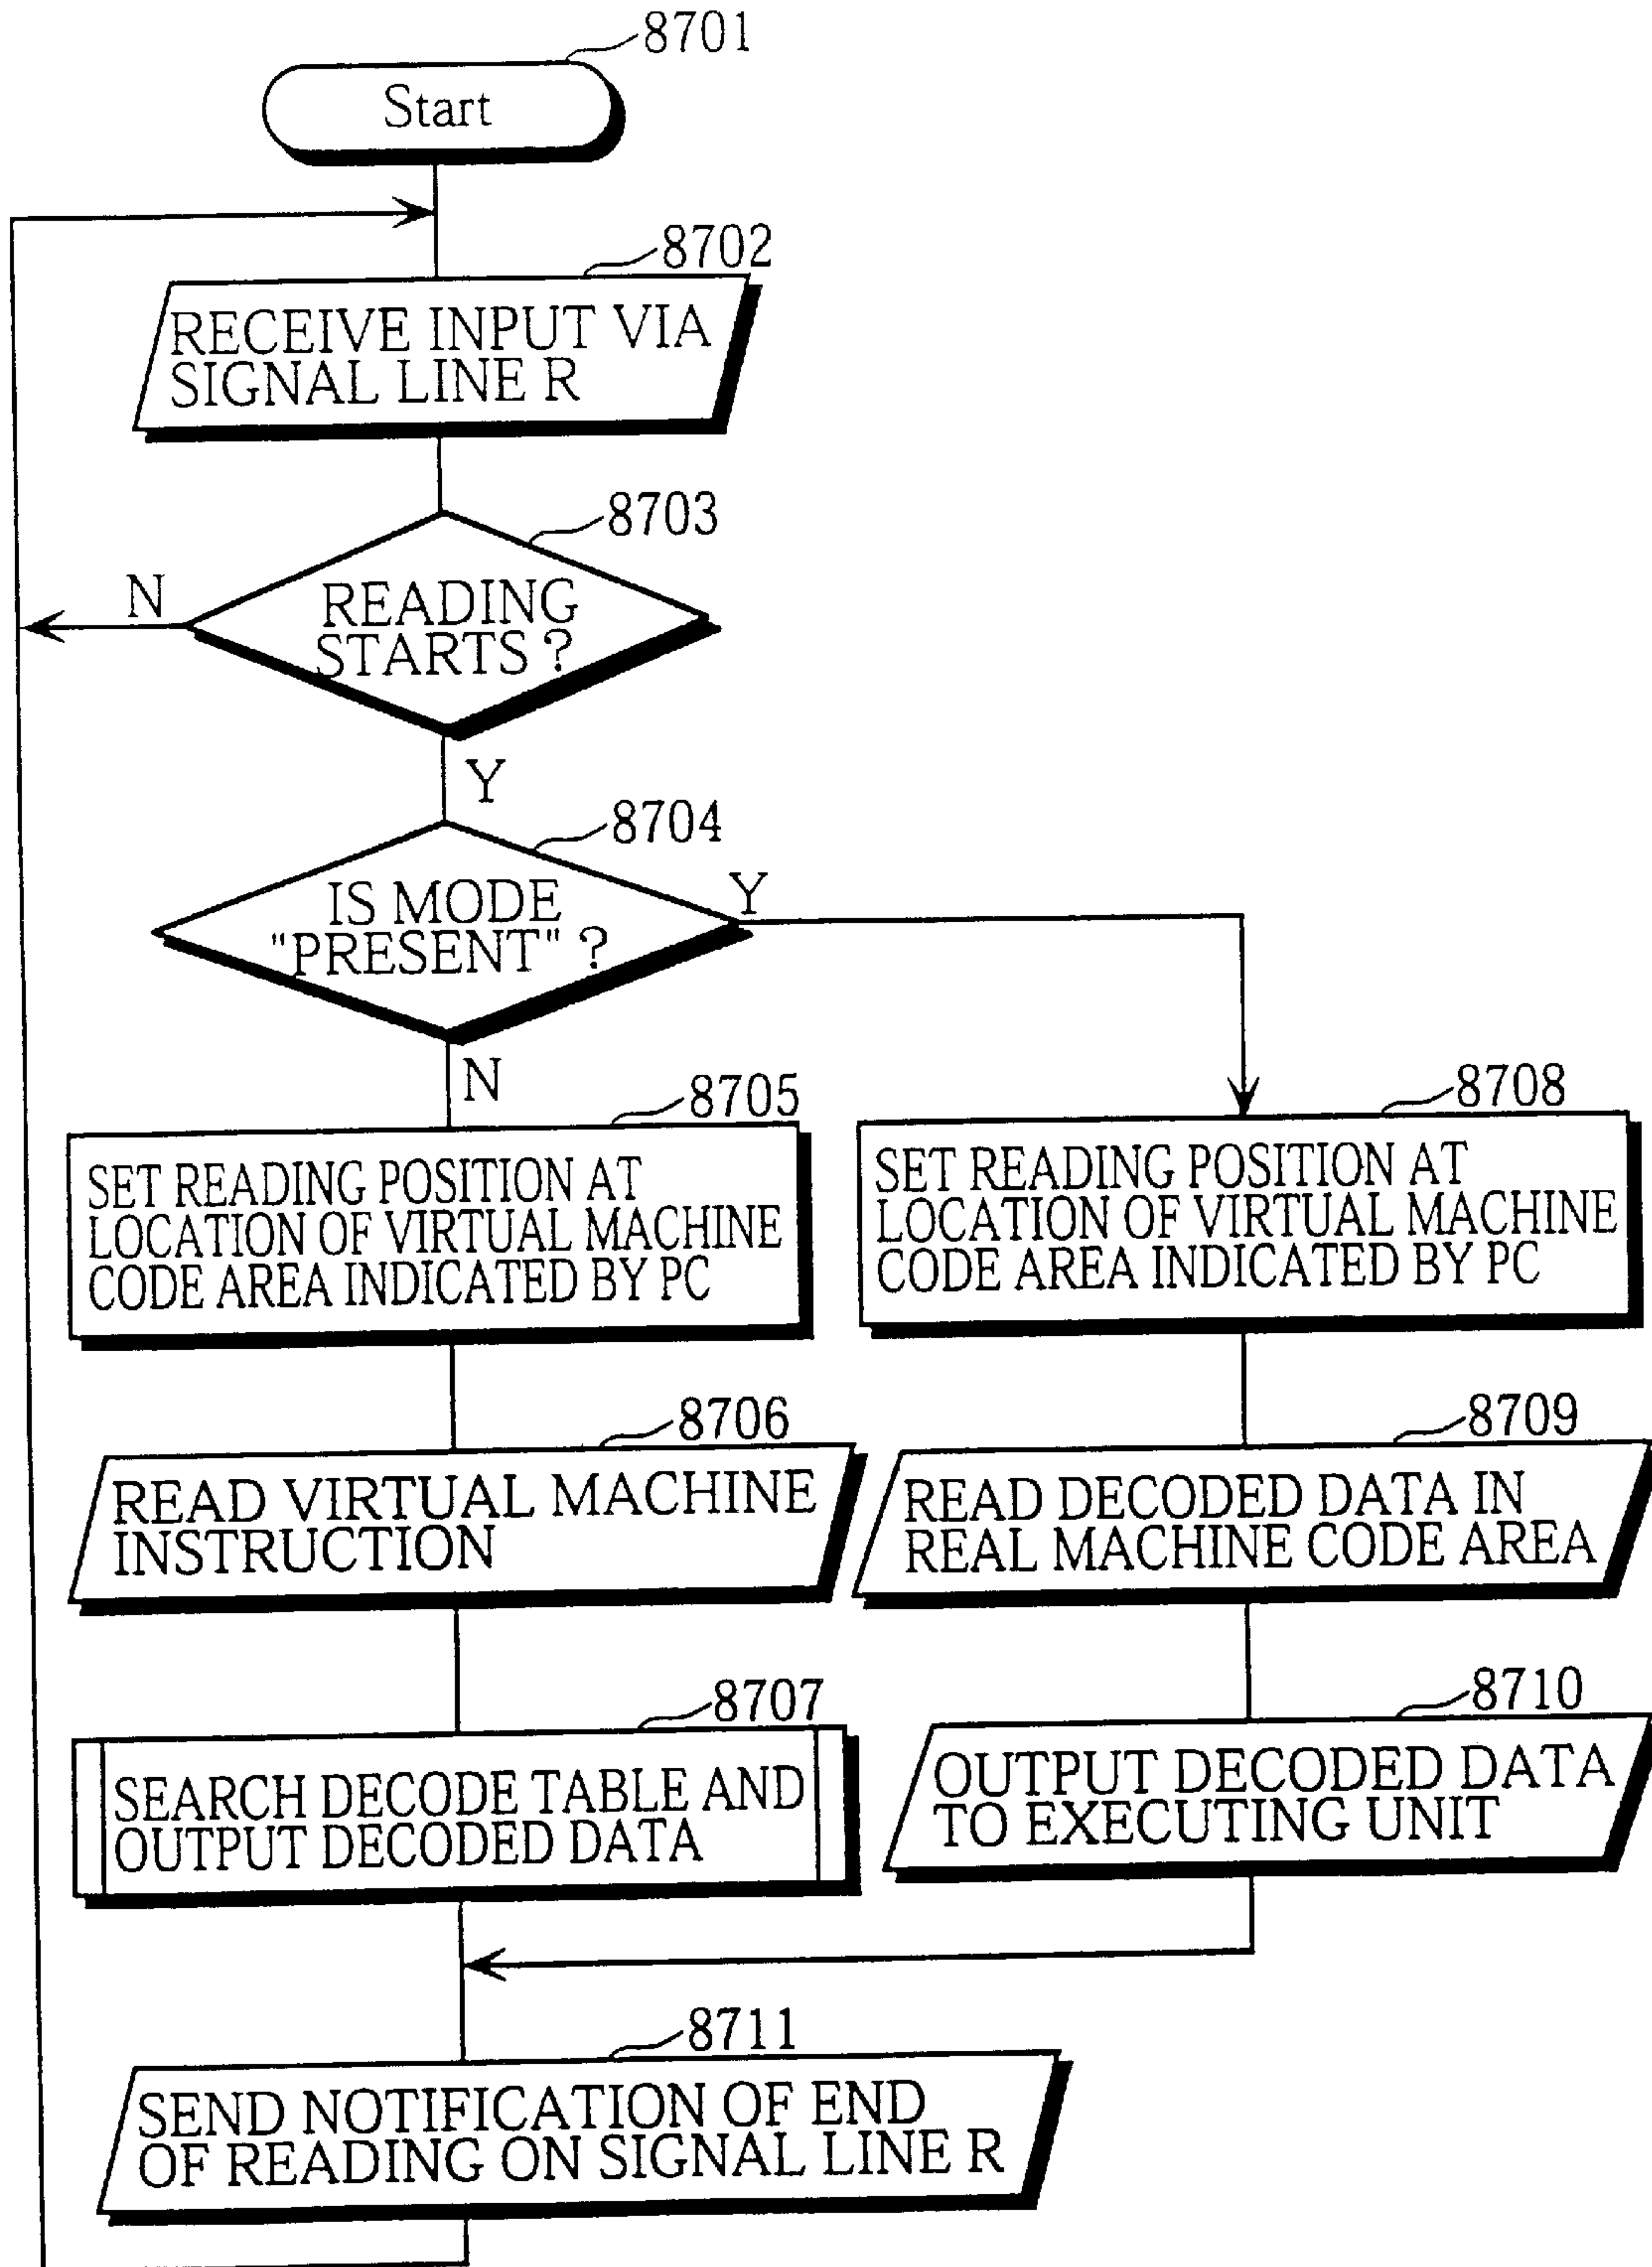 8701
Start
8702
RECEIVE INPUT VIA
SIGNAL LINE R
8703
N
READING
STARTS ?
Y
8704
IS MODE
"PRESENT" ?
Y
N
8705
SET READING POSITION AT
LOCATION OF VIRTUAL MACHINE
CODE AREA INDICATED BY PC
8708
SET READING POSITION AT
LOCATION OF VIRTUAL MACHINE
CODE AREA INDICATED BY PC
8706
READ VIRTUAL MACHINE
INSTRUCTION
8709
READ DECODED DATA IN
REAL MACHINE CODE AREA
8707
SEARCH DECODE TABLE AND
OUTPUT DECODED DATA
8710
OUTPUT DECODED DATA
TO EXECUTING UNIT
8711
SEND NOTIFICATION OF END
OF READING ON SIGNAL LINE R